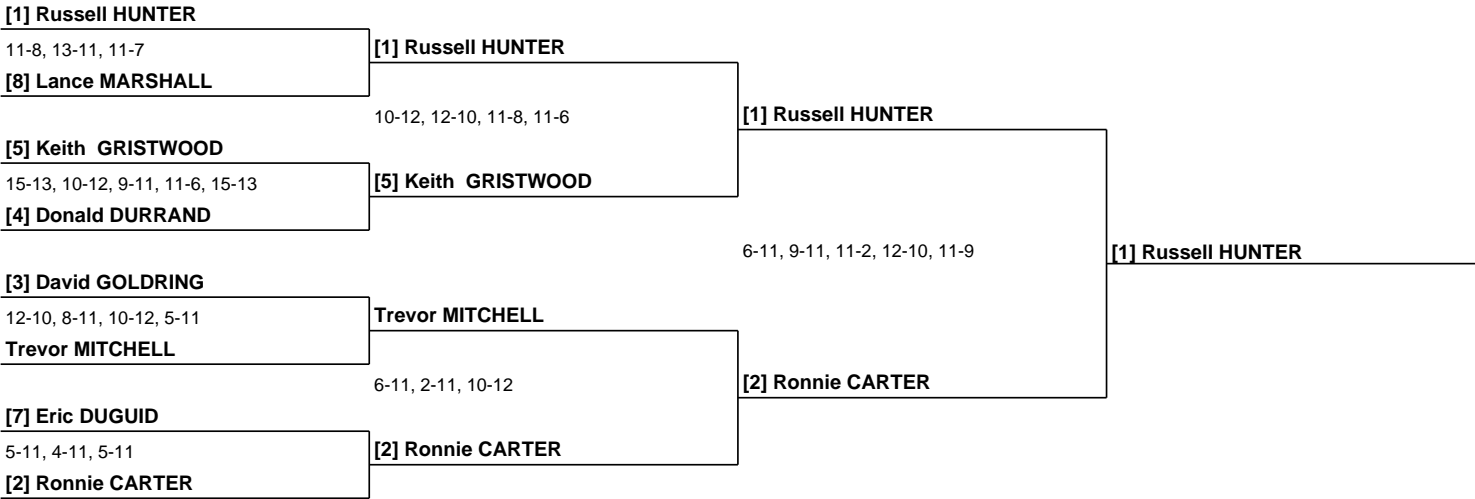 [1] Russell HUNTER
11-8, 13-11, 11-7
[8] Lance MARSHALL
[5] Keith  GRISTWOOD
15-13, 10-12, 9-11, 11-6, 15-13
[4] Donald DURRAND
[3] David GOLDRING
12-10, 8-11, 10-12, 5-11
Trevor MITCHELL
[7] Eric DUGUID
5-11, 4-11, 5-11
[2] Ronnie CARTER
[1] Russell HUNTER
10-12, 12-10, 11-8, 11-6
[5] Keith  GRISTWOOD
Trevor MITCHELL
6-11, 2-11, 10-12
[2] Ronnie CARTER
[1] Russell HUNTER
6-11, 9-11, 11-2, 12-10, 11-9
[2] Ronnie CARTER
[1] Russell HUNTER